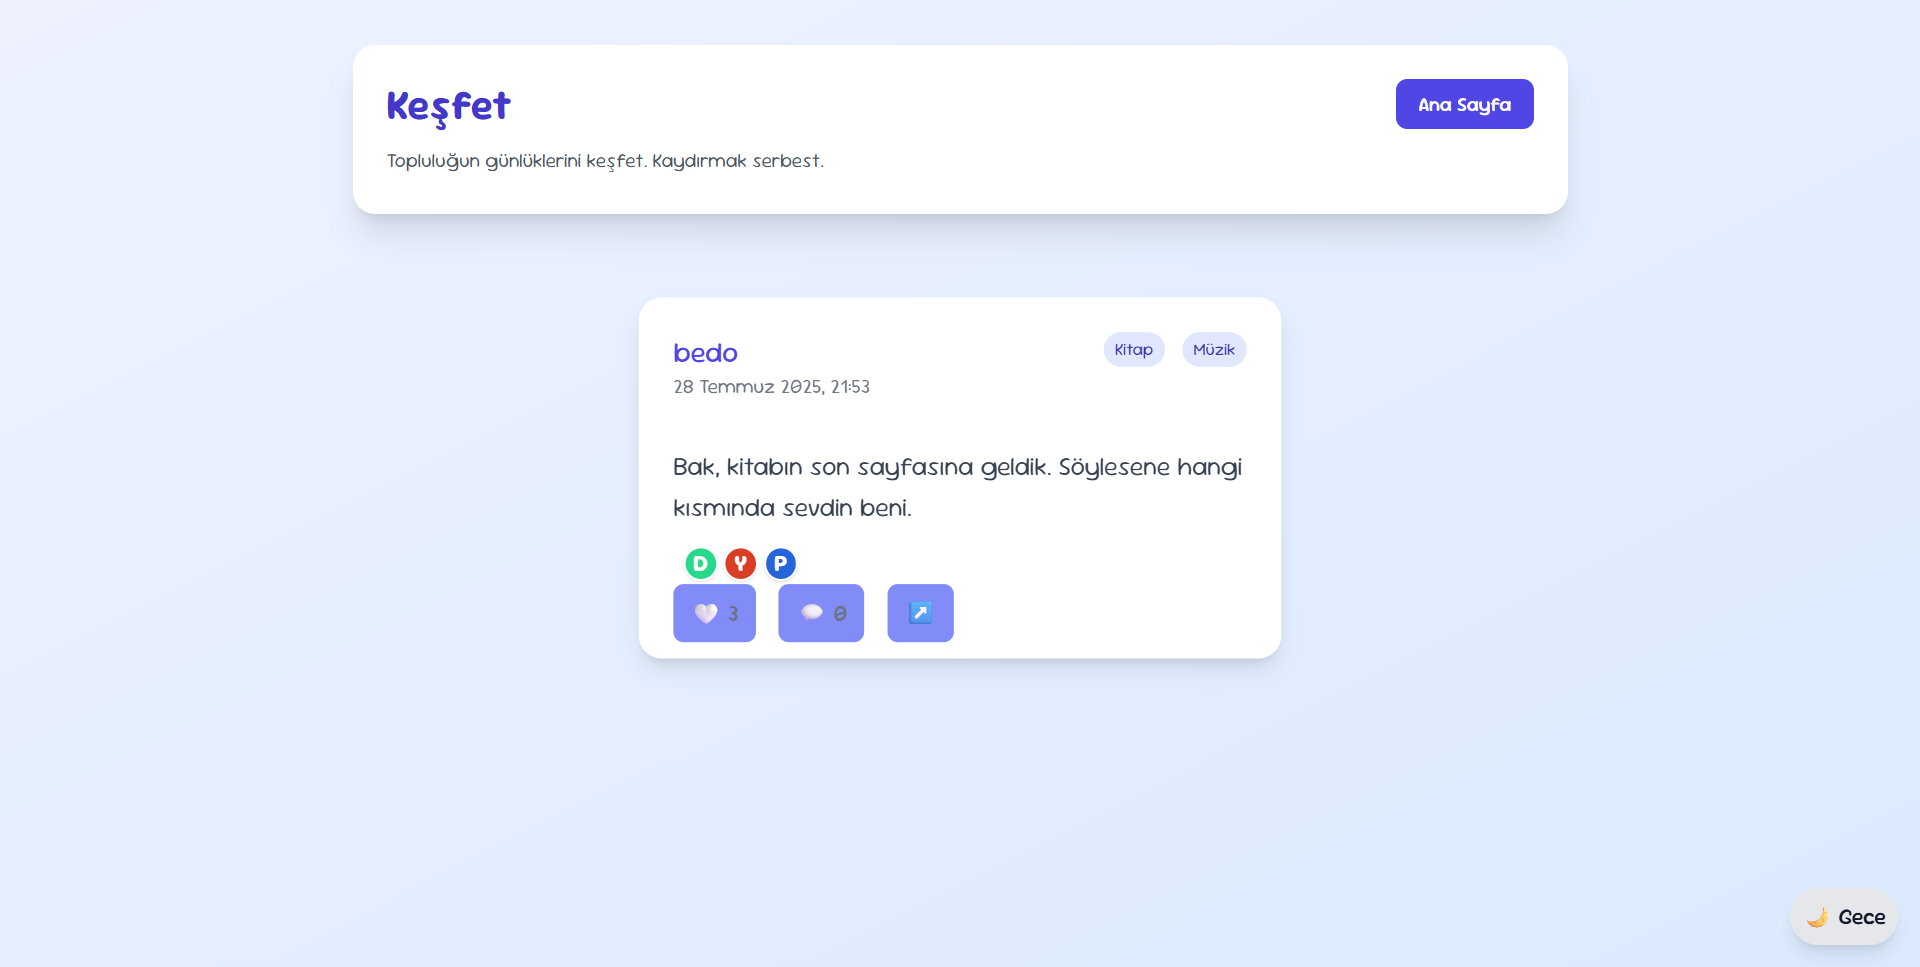 Keşfet
Ana Sayfa
Topluluğun günlüklerini keşfet. Kaydırmak serbest.
bedo
Kitap
Müzik
28 Temmuz 2025, 21:53
Bak, kitabın son sayfasına geldik. Söylesene hangi
kısmında sevdin beni.
D Y P
3
0
Gece